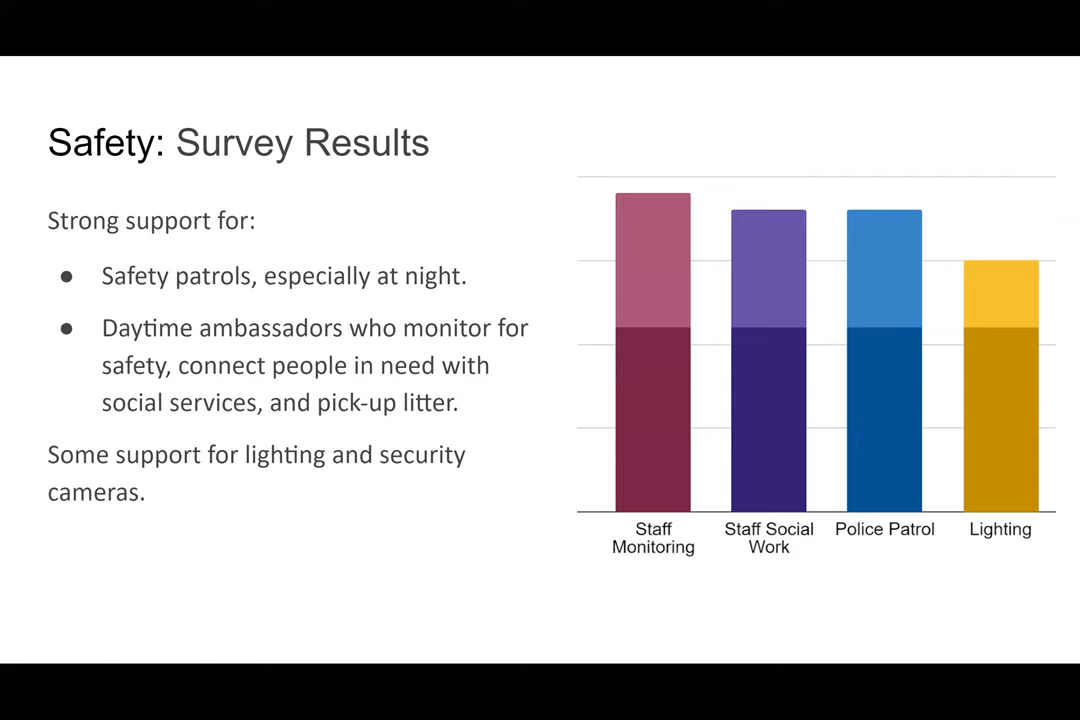 Safety: Survey Results
Strong support for:
● Safety patrols, especially at night.
● Daytime ambassadors who monitor for
safety, connect people in need with
social services, and pick-up litter.
Some support for lighting and security
cameras.
Staff
Monitoring
Staff Social
Work
Police Patrol
Lighting